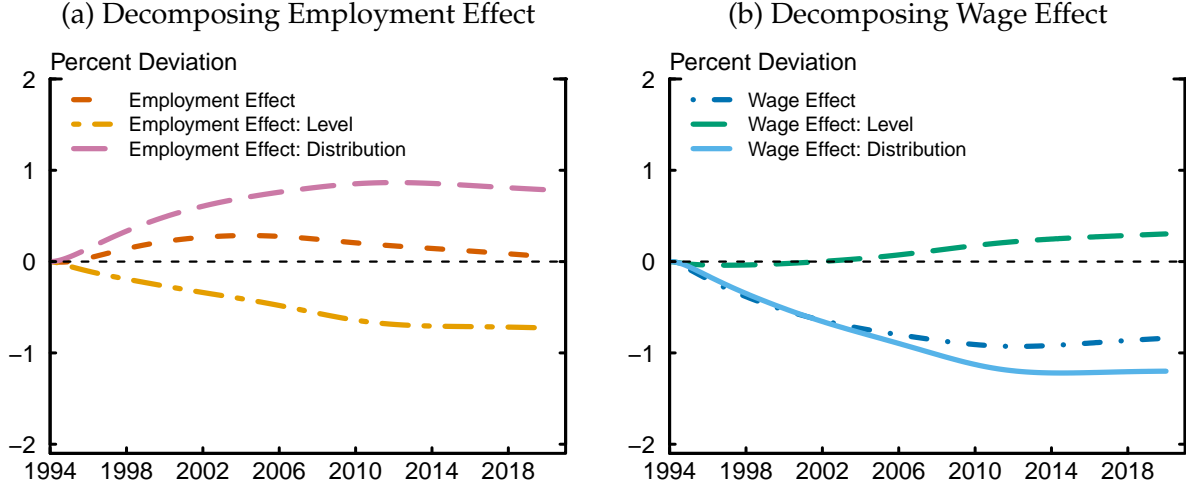 (a) Decomposing Employment Effect
Percent Deviation
2
Employment Effect
Employment Effect: Level
Employment Effect: Distribution
1
0
−1
−2
1994 1998 2002 2006 2010 2014 2018
(b) Decomposing Wage Effect
Percent Deviation
2
Wage Effect
Wage Effect: Level
Wage Effect: Distribution
1
0
−1
−2
1994 1998 2002 2006 2010 2014 2018